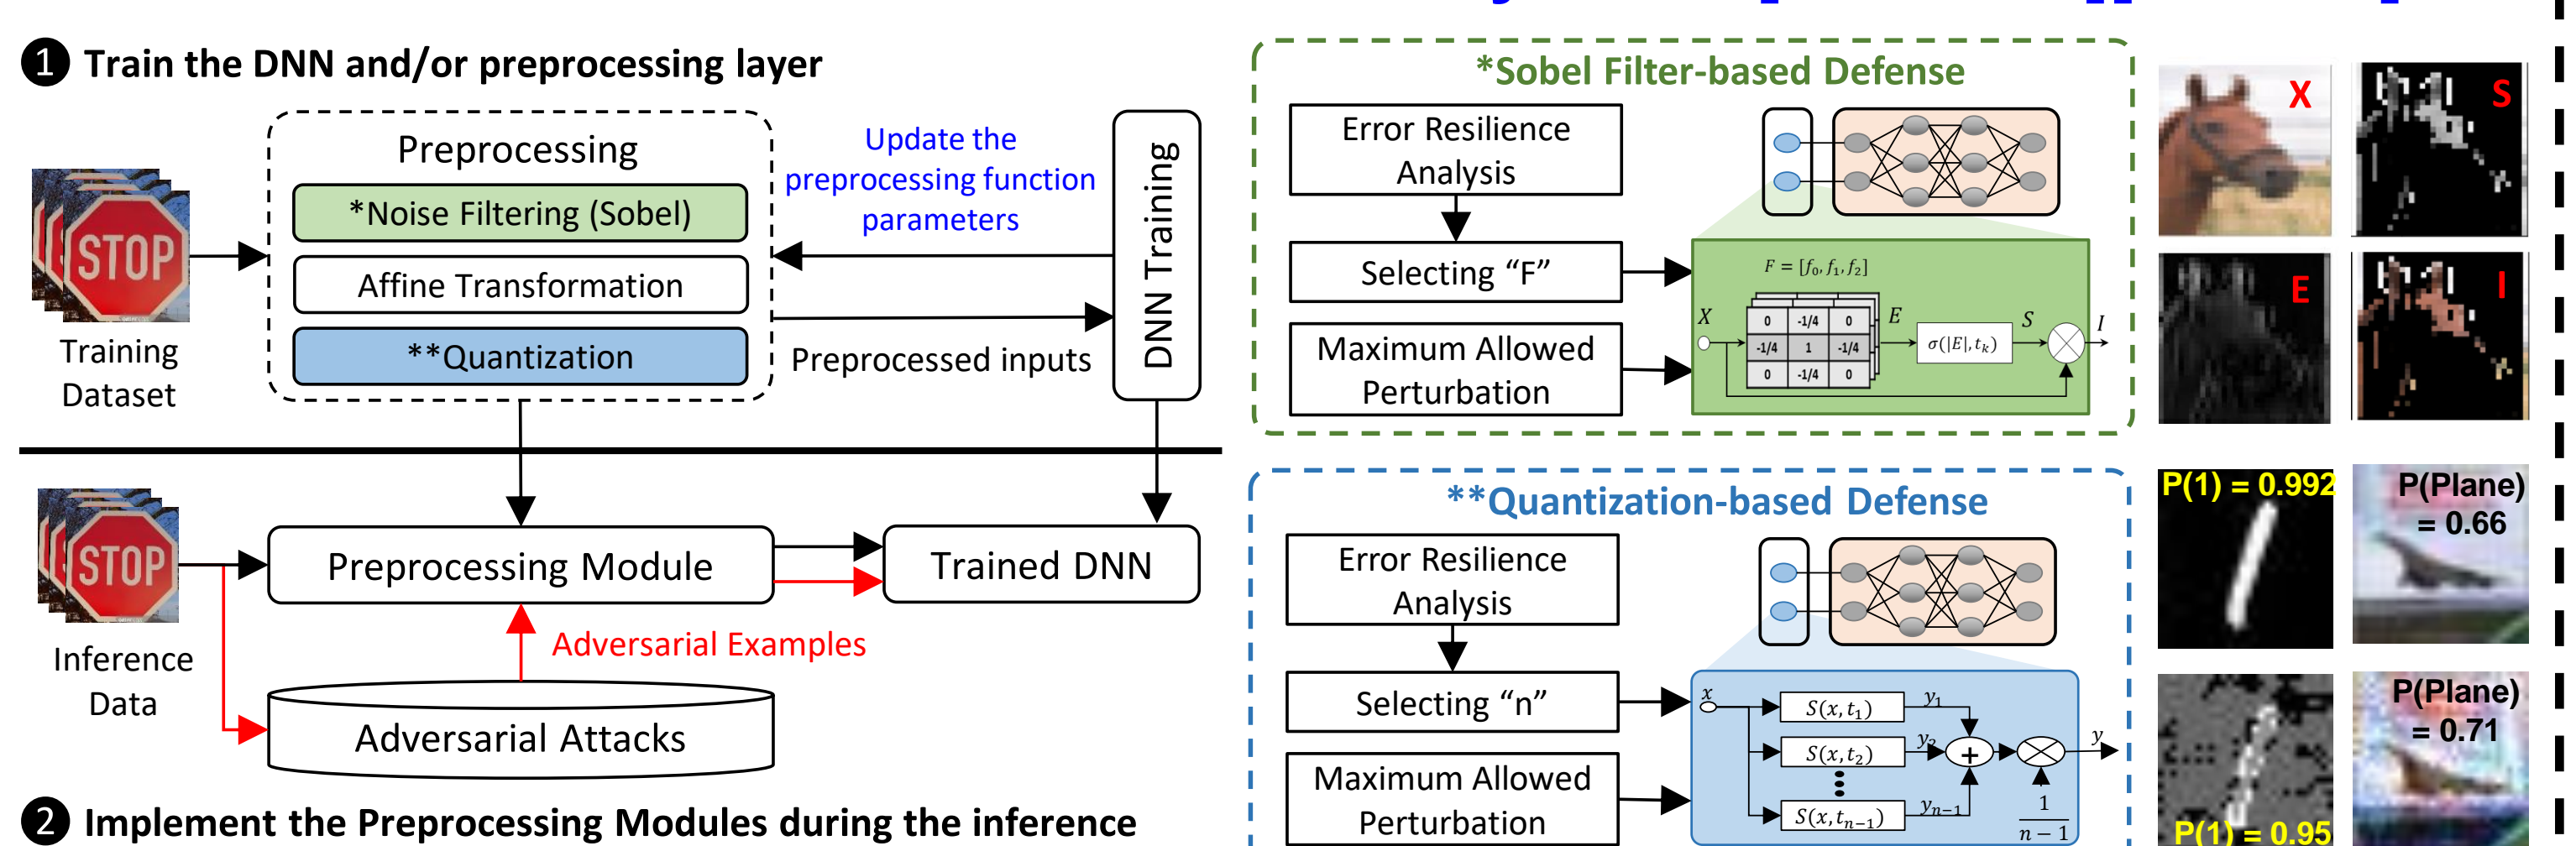 ❶ Train the DNN and/or preprocessing layer
Preprocessing
*Noise Filtering (Sobel)
Affine Transformation
**Quantization
STOP
Training
Dataset
Update the
preprocessing function
parameters
Preprocessed inputs
DNN Training
STOP
Inference
Data
Preprocessing Module
Trained DNN
Adversarial Examples
Adversarial Attacks
❷ Implement the Preprocessing Modules during the inference
*Sobel Filter-based Defense
Error Resilience
Analysis
Selecting “F”
Maximum Allowed
Perturbation
F = [f₀, f₁, f₂]
X
0 -1/4 0
-1/4 1 -1/4
0 -1/4 0
E
σ(|E|, tₖ)
S
I
X
S
E
I
**Quantization-based Defense
Error Resilience
Analysis
Selecting “n”
Maximum Allowed
Perturbation
x
S(x, t₁)
y₁
S(x, t₂)
y₂
S(x, tₙ₋₁)
yₙ₋₁
+
y
1
n − 1
P(1) = 0.992
P(Plane)
= 0.66
P(Plane)
= 0.71
P(1) = 0.95